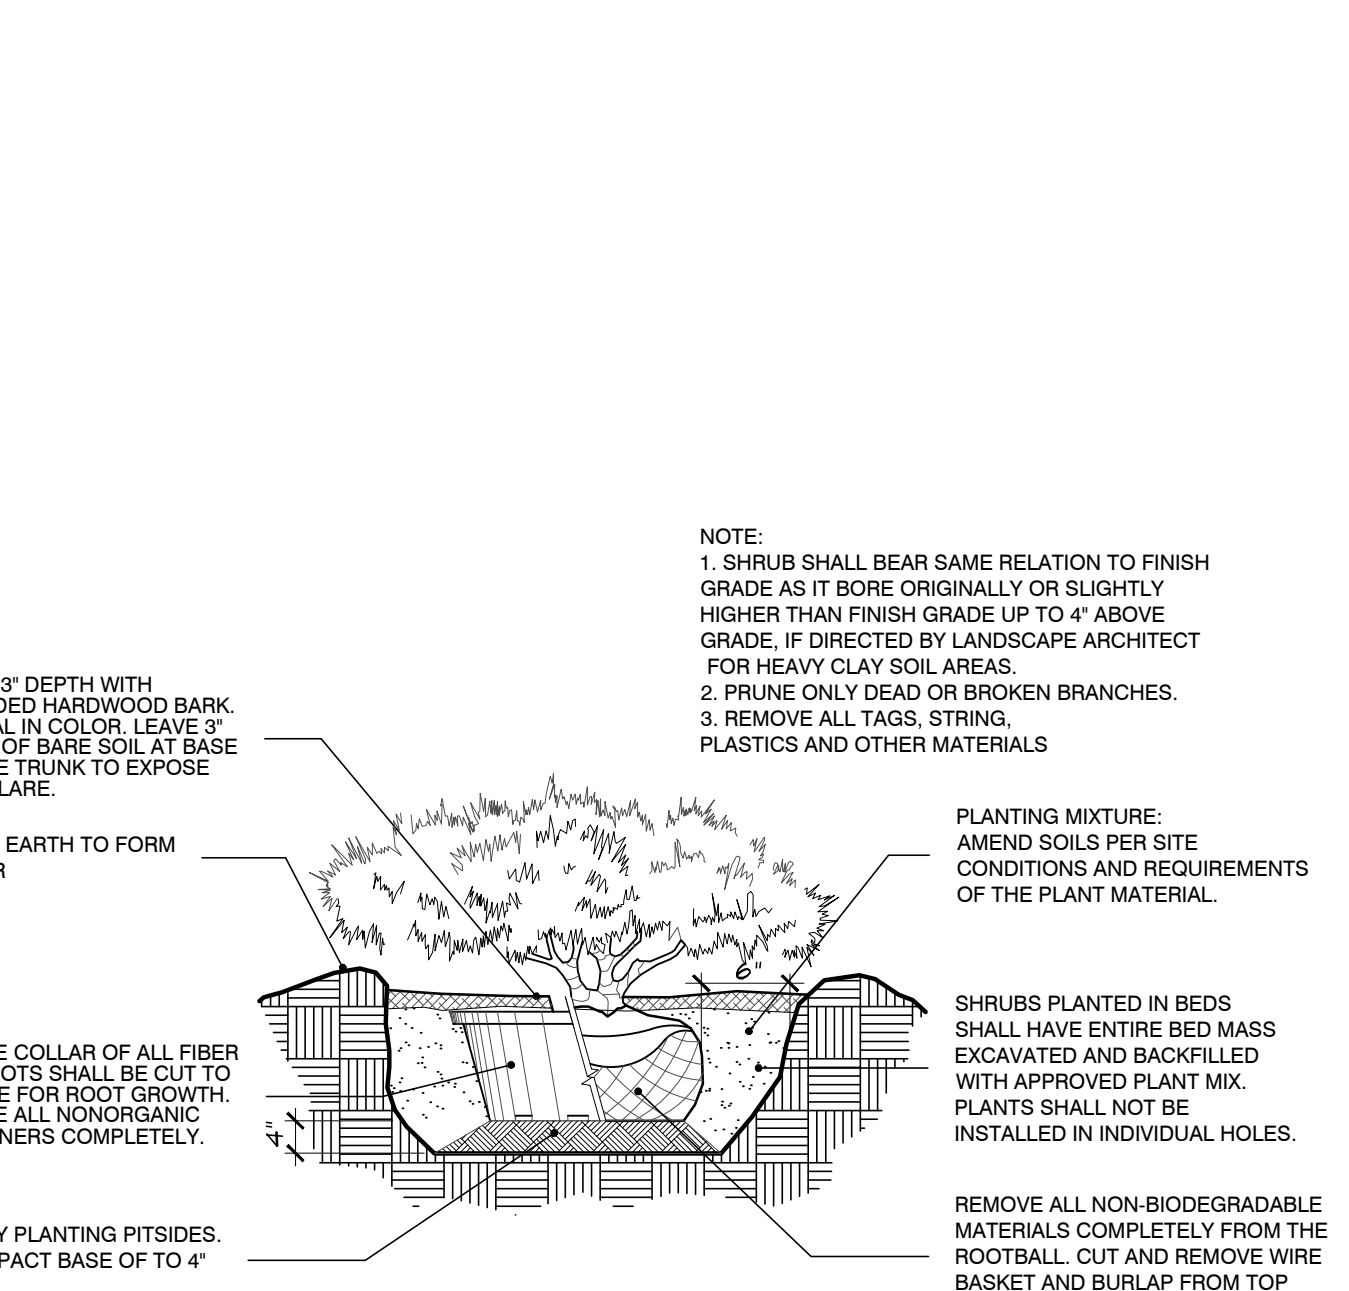 NOTE:
1. SHRUB SHALL BEAR SAME RELATION TO FINISH
GRADE AS IT BORE ORIGINALLY OR SLIGHTLY
HIGHER THAN FINISH GRADE UP TO 4" ABOVE
GRADE, IF DIRECTED BY LANDSCAPE ARCHITECT
FOR HEAVY CLAY SOIL AREAS.
2. PRUNE ONLY DEAD OR BROKEN BRANCHES.
3. REMOVE ALL TAGS, STRING,
PLASTICS AND OTHER MATERIALS
3" DEPTH WITH
DED HARDWOOD BARK.
AL IN COLOR. LEAVE 3"
OF BARE SOIL AT BASE
E TRUNK TO EXPOSE
LARE.
EARTH TO FORM
R
PLANTING MIXTURE:
AMEND SOILS PER SITE
CONDITIONS AND REQUIREMENTS
OF THE PLANT MATERIAL.
6"
SHRUBS PLANTED IN BEDS
SHALL HAVE ENTIRE BED MASS
EXCAVATED AND BACKFILLED
WITH APPROVED PLANT MIX.
PLANTS SHALL NOT BE
INSTALLED IN INDIVIDUAL HOLES.
E COLLAR OF ALL FIBER
OTS SHALL BE CUT TO
E FOR ROOT GROWTH.
E ALL NONORGANIC
NERS COMPLETELY.
4"
Y PLANTING PITSIDES.
PACT BASE OF TO 4"
REMOVE ALL NON-BIODEGRADABLE
MATERIALS COMPLETELY FROM THE
ROOTBALL. CUT AND REMOVE WIRE
BASKET AND BURLAP FROM TOP